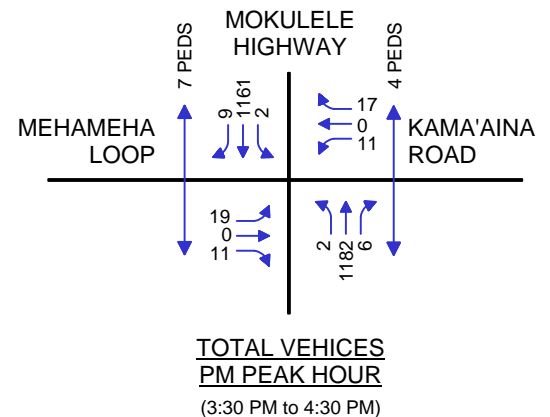 MOKULELE
HIGHWAY
7 PEDS
4 PEDS
9
1161
2
17
0
11
MEHAMEHA
LOOP
KAMA'AINA
ROAD
19
0
11
2
1182
6
TOTAL VEHICES
PM PEAK HOUR
(3:30 PM to 4:30 PM)